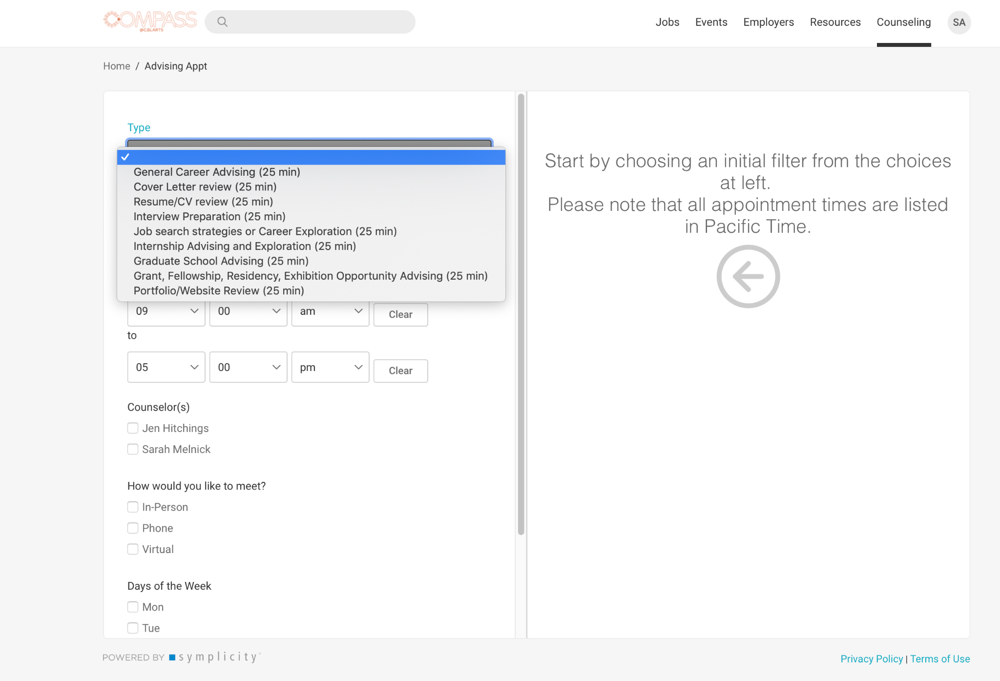 COMPASS
@CALARTS
Jobs Events Employers Resources Counseling SA
Home / Advising Appt
Type
General Career Advising (25 min)
Cover Letter review (25 min)
Resume/CV review (25 min)
Interview Preparation (25 min)
Job search strategies or Career Exploration (25 min)
Internship Advising and Exploration (25 min)
Graduate School Advising (25 min)
Grant, Fellowship, Residency, Exhibition Opportunity Advising (25 min)
Portfolio/Website Review (25 min)
09 00 am Clear
to
05 00 pm Clear
Counselor(s)
Jen Hitchings
Sarah Melnick
How would you like to meet?
In-Person
Phone
Virtual
Days of the Week
Mon
Tue
Start by choosing an initial filter from the choices
at left.
Please note that all appointment times are listed
in Pacific Time.
POWERED BY symplicity
Privacy Policy | Terms of Use